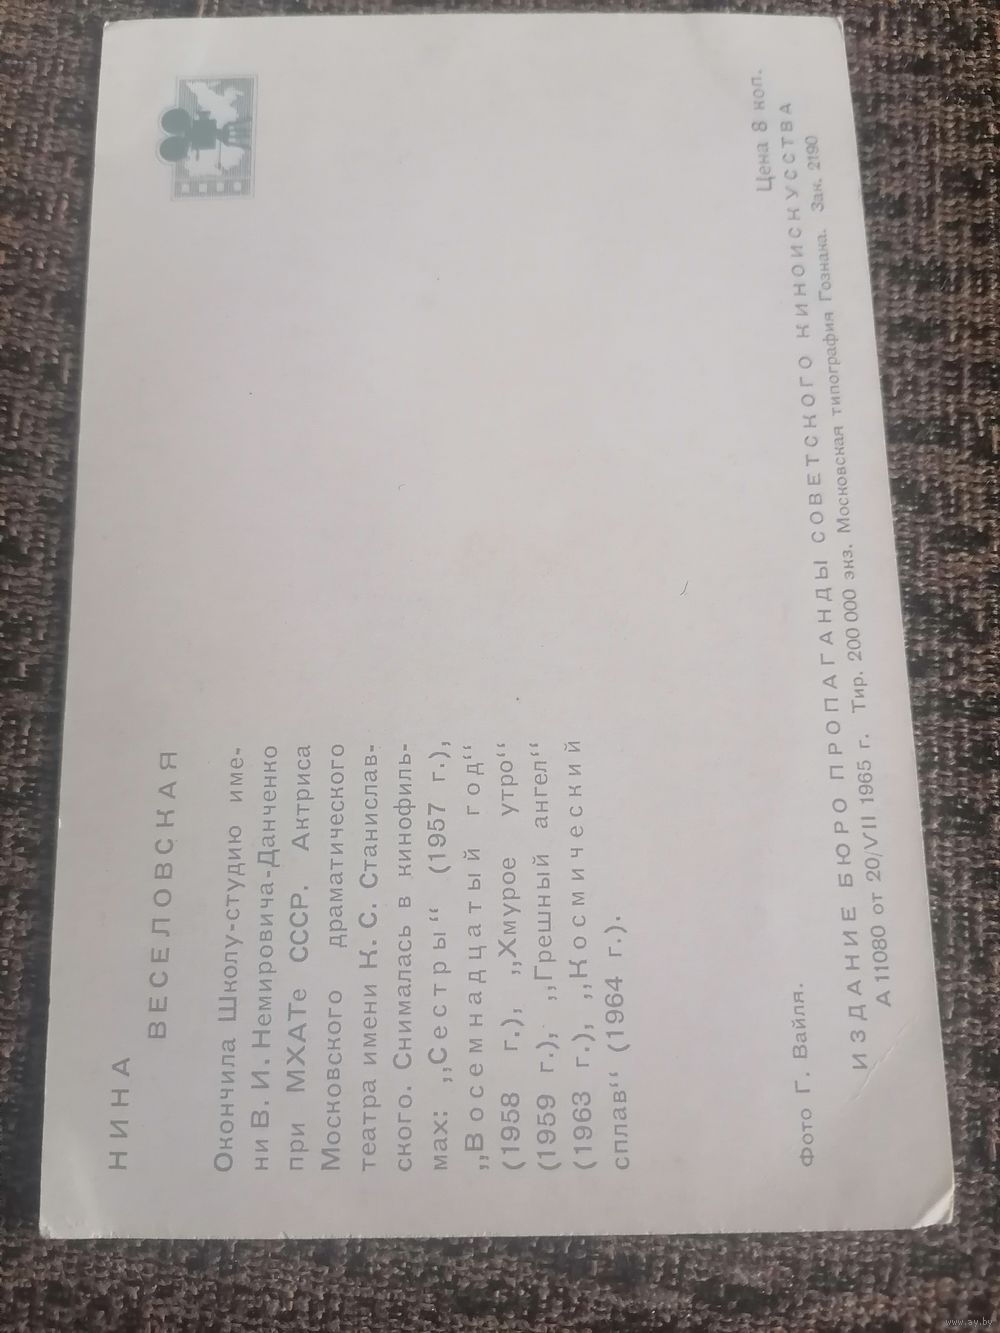 НИНА
ВЕСЕЛОВСКАЯ
Окончила Школу-студию име-
ни В. И. Немировича-Данченко
при МХАТе СССР. Актриса
Московского драматического
театра имени К. С. Станислав-
ского. Снималась в кинофиль-
мах: „Сестры“ (1957 г.),
„Восемнадцатый год“
(1958 г.), „Хмурое утро“
(1959 г.), „Грешный ангел“
(1963 г.), „Космический
сплав“ (1964 г.).
Цена 8 коп.
Фото Г. Вайля.
ИЗДАНИЕ БЮРО ПРОПАГАНДЫ СОВЕТСКОГО КИНОИСКУССТВА
А 11080 от 20/VII 1965 г. Тир. 200 000 экз. Московская типография Гознака. Зак. 2190
www.ay.by